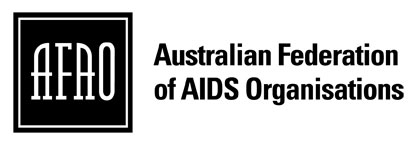 AFAO
Australian Federation
of AIDS Organisations